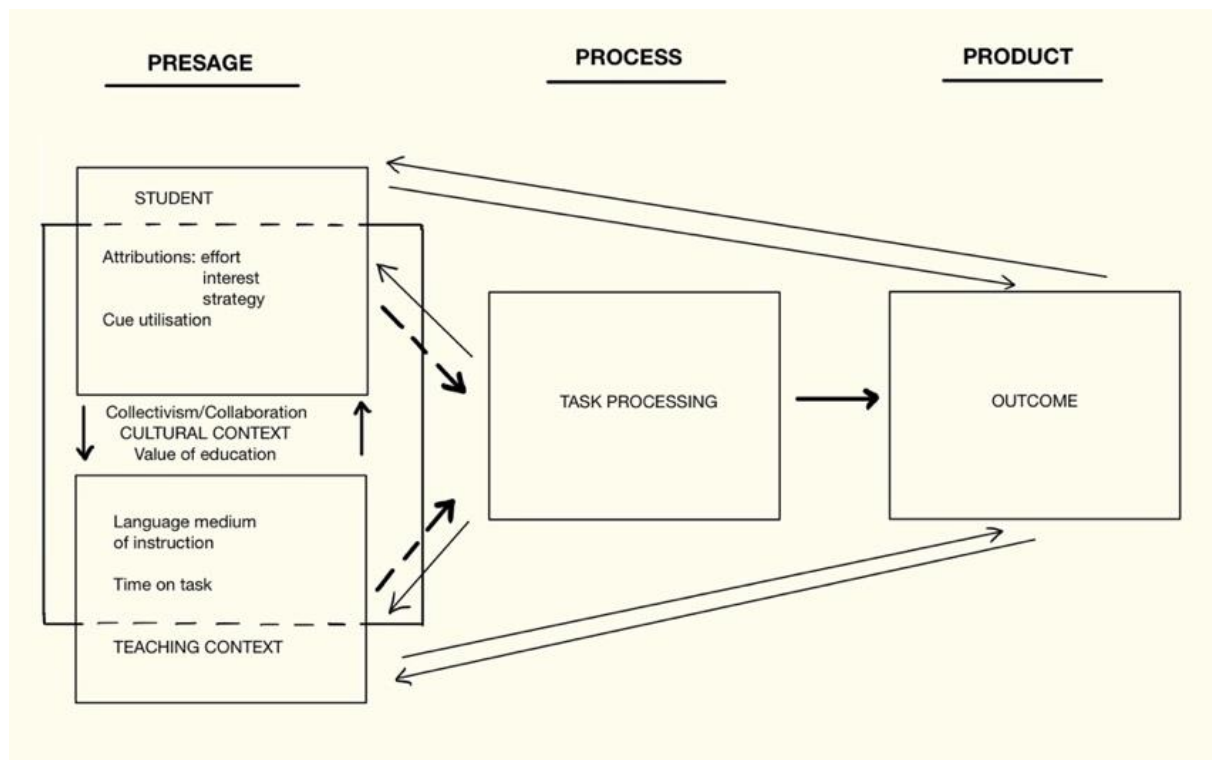 PRESAGE
PROCESS
PRODUCT
STUDENT
Attributions: effort
interest
strategy
Cue utilisation
Collectivism/Collaboration
CULTURAL CONTEXT
Value of education
Language medium
of instruction
Time on task
TEACHING CONTEXT
TASK PROCESSING
OUTCOME